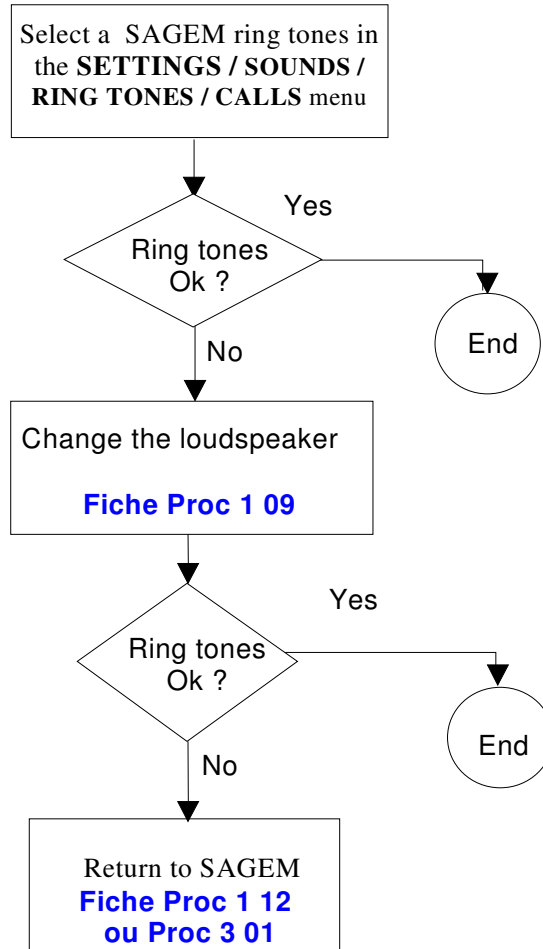 Select a SAGEM ring tones in
the SETTINGS / SOUNDS /
RING TONES / CALLS menu
Yes
Ring tones
Ok ?
End
No
Change the loudspeaker
Fiche Proc 1 09
Yes
Ring tones
Ok ?
End
No
Return to SAGEM
Fiche Proc 1 12
ou Proc 3 01